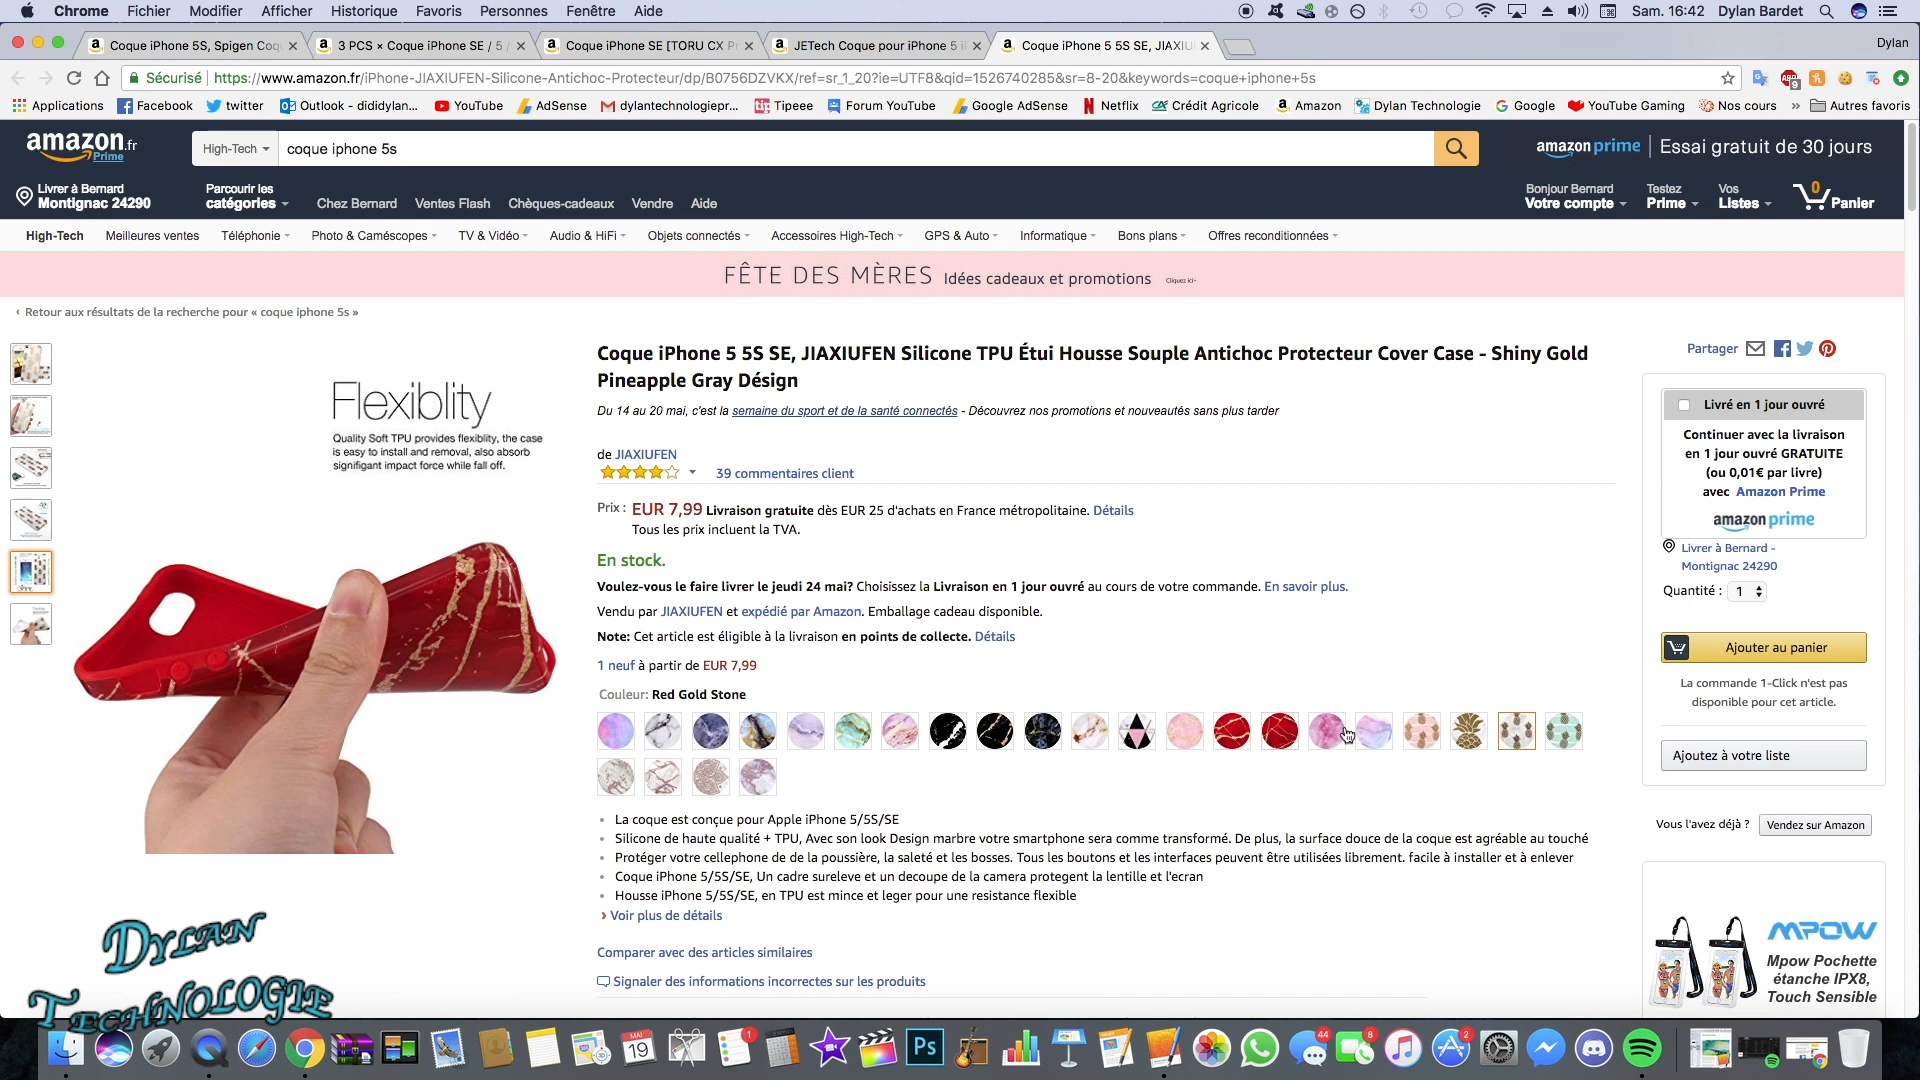 Chrome Fichier Modifier Afficher Historique Favoris Personnes Fenêtre Aide Sam. 16:42 Dylan Bardet
Coque iPhone 5S, Spigen Coq
3 PCS × Coque iPhone SE / 5 /
Coque iPhone SE [TORU CX Pr
JETech Coque pour iPhone 5 i
Coque iPhone 5 5S SE, JIAXIU
Dylan
Sécurisé https://www.amazon.fr/iPhone-JIAXIUFEN-Silicone-Antichoc-Protecteur/dp/B0756DZVKX/ref=sr_1_20?ie=UTF8&qid=1526740285&sr=8-20&keywords=coque+iphone+5s
Applications Facebook twitter Outlook - dididylan... YouTube AdSense dylantechnologiepr... Tipeee Forum YouTube Google AdSense Netflix Crédit Agricole Amazon Dylan Technologie Google YouTube Gaming Nos cours » Autres favoris
amazon.fr
Prime
High-Tech
coque iphone 5s
amazon prime Essai gratuit de 30 jours
Livrer à Bernard
Montignac 24290
Parcourir les
catégories
Chez Bernard Ventes Flash Chèques-cadeaux Vendre Aide
Bonjour Bernard
Votre compte
Testez
Prime
Vos
Listes
0
Panier
High-Tech Meilleures ventes Téléphonie Photo & Caméscopes TV & Vidéo Audio & HiFi Objets connectés Accessoires High-Tech GPS & Auto Informatique Bons plans Offres reconditionnées
FÊTE DES MÈRES Idées cadeaux et promotions Cliquez ici›
‹ Retour aux résultats de la recherche pour « coque iphone 5s »
Flexiblity
Quality Soft TPU provides flexiblity, the case
is easy to install and removal, also absorb
signifigant impact force while fall off.
Coque iPhone 5 5S SE, JIAXIUFEN Silicone TPU Étui Housse Souple Antichoc Protecteur Cover Case - Shiny Gold
Pineapple Gray Désign
Du 14 au 20 mai, c'est la semaine du sport et de la santé connectés - Découvrez nos promotions et nouveautés sans plus tarder
de JIAXIUFEN
39 commentaires client
Prix : EUR 7,99 Livraison gratuite dès EUR 25 d'achats en France métropolitaine. Détails
Tous les prix incluent la TVA.
En stock.
Voulez-vous le faire livrer le jeudi 24 mai? Choisissez la Livraison en 1 jour ouvré au cours de votre commande. En savoir plus.
Vendu par JIAXIUFEN et expédié par Amazon. Emballage cadeau disponible.
Note: Cet article est éligible à la livraison en points de collecte. Détails
1 neuf à partir de EUR 7,99
Couleur: Red Gold Stone
• La coque est conçue pour Apple iPhone 5/5S/SE
• Silicone de haute qualité + TPU, Avec son look Design marbre votre smartphone sera comme transformé. De plus, la surface douce de la coque est agréable au touché
• Protéger votre cellephone de de la poussière, la saleté et les bosses. Tous les boutons et les interfaces peuvent être utilisées librement. facile à installer et à enlever
• Coque iPhone 5/5S/SE, Un cadre sureleve et un decoupe de la camera protegent la lentille et l'ecran
• Housse iPhone 5/5S/SE, en TPU est mince et leger pour une resistance flexible
› Voir plus de détails
Comparer avec des articles similaires
Signaler des informations incorrectes sur les produits
Partager
Livré en 1 jour ouvré
Continuer avec la livraison
en 1 jour ouvré GRATUITE
(ou 0,01€ par livre)
avec Amazon Prime
amazon prime
Livrer à Bernard -
Montignac 24290
Quantité : 1
Ajouter au panier
La commande 1-Click n'est pas
disponible pour cet article.
Ajoutez à votre liste
Vous l'avez déjà ? Vendez sur Amazon
MPOW
Mpow Pochette
étanche IPX8,
Touch Sensible
Dylan
Technologie
MAI
19
1
Ps
44
8
2